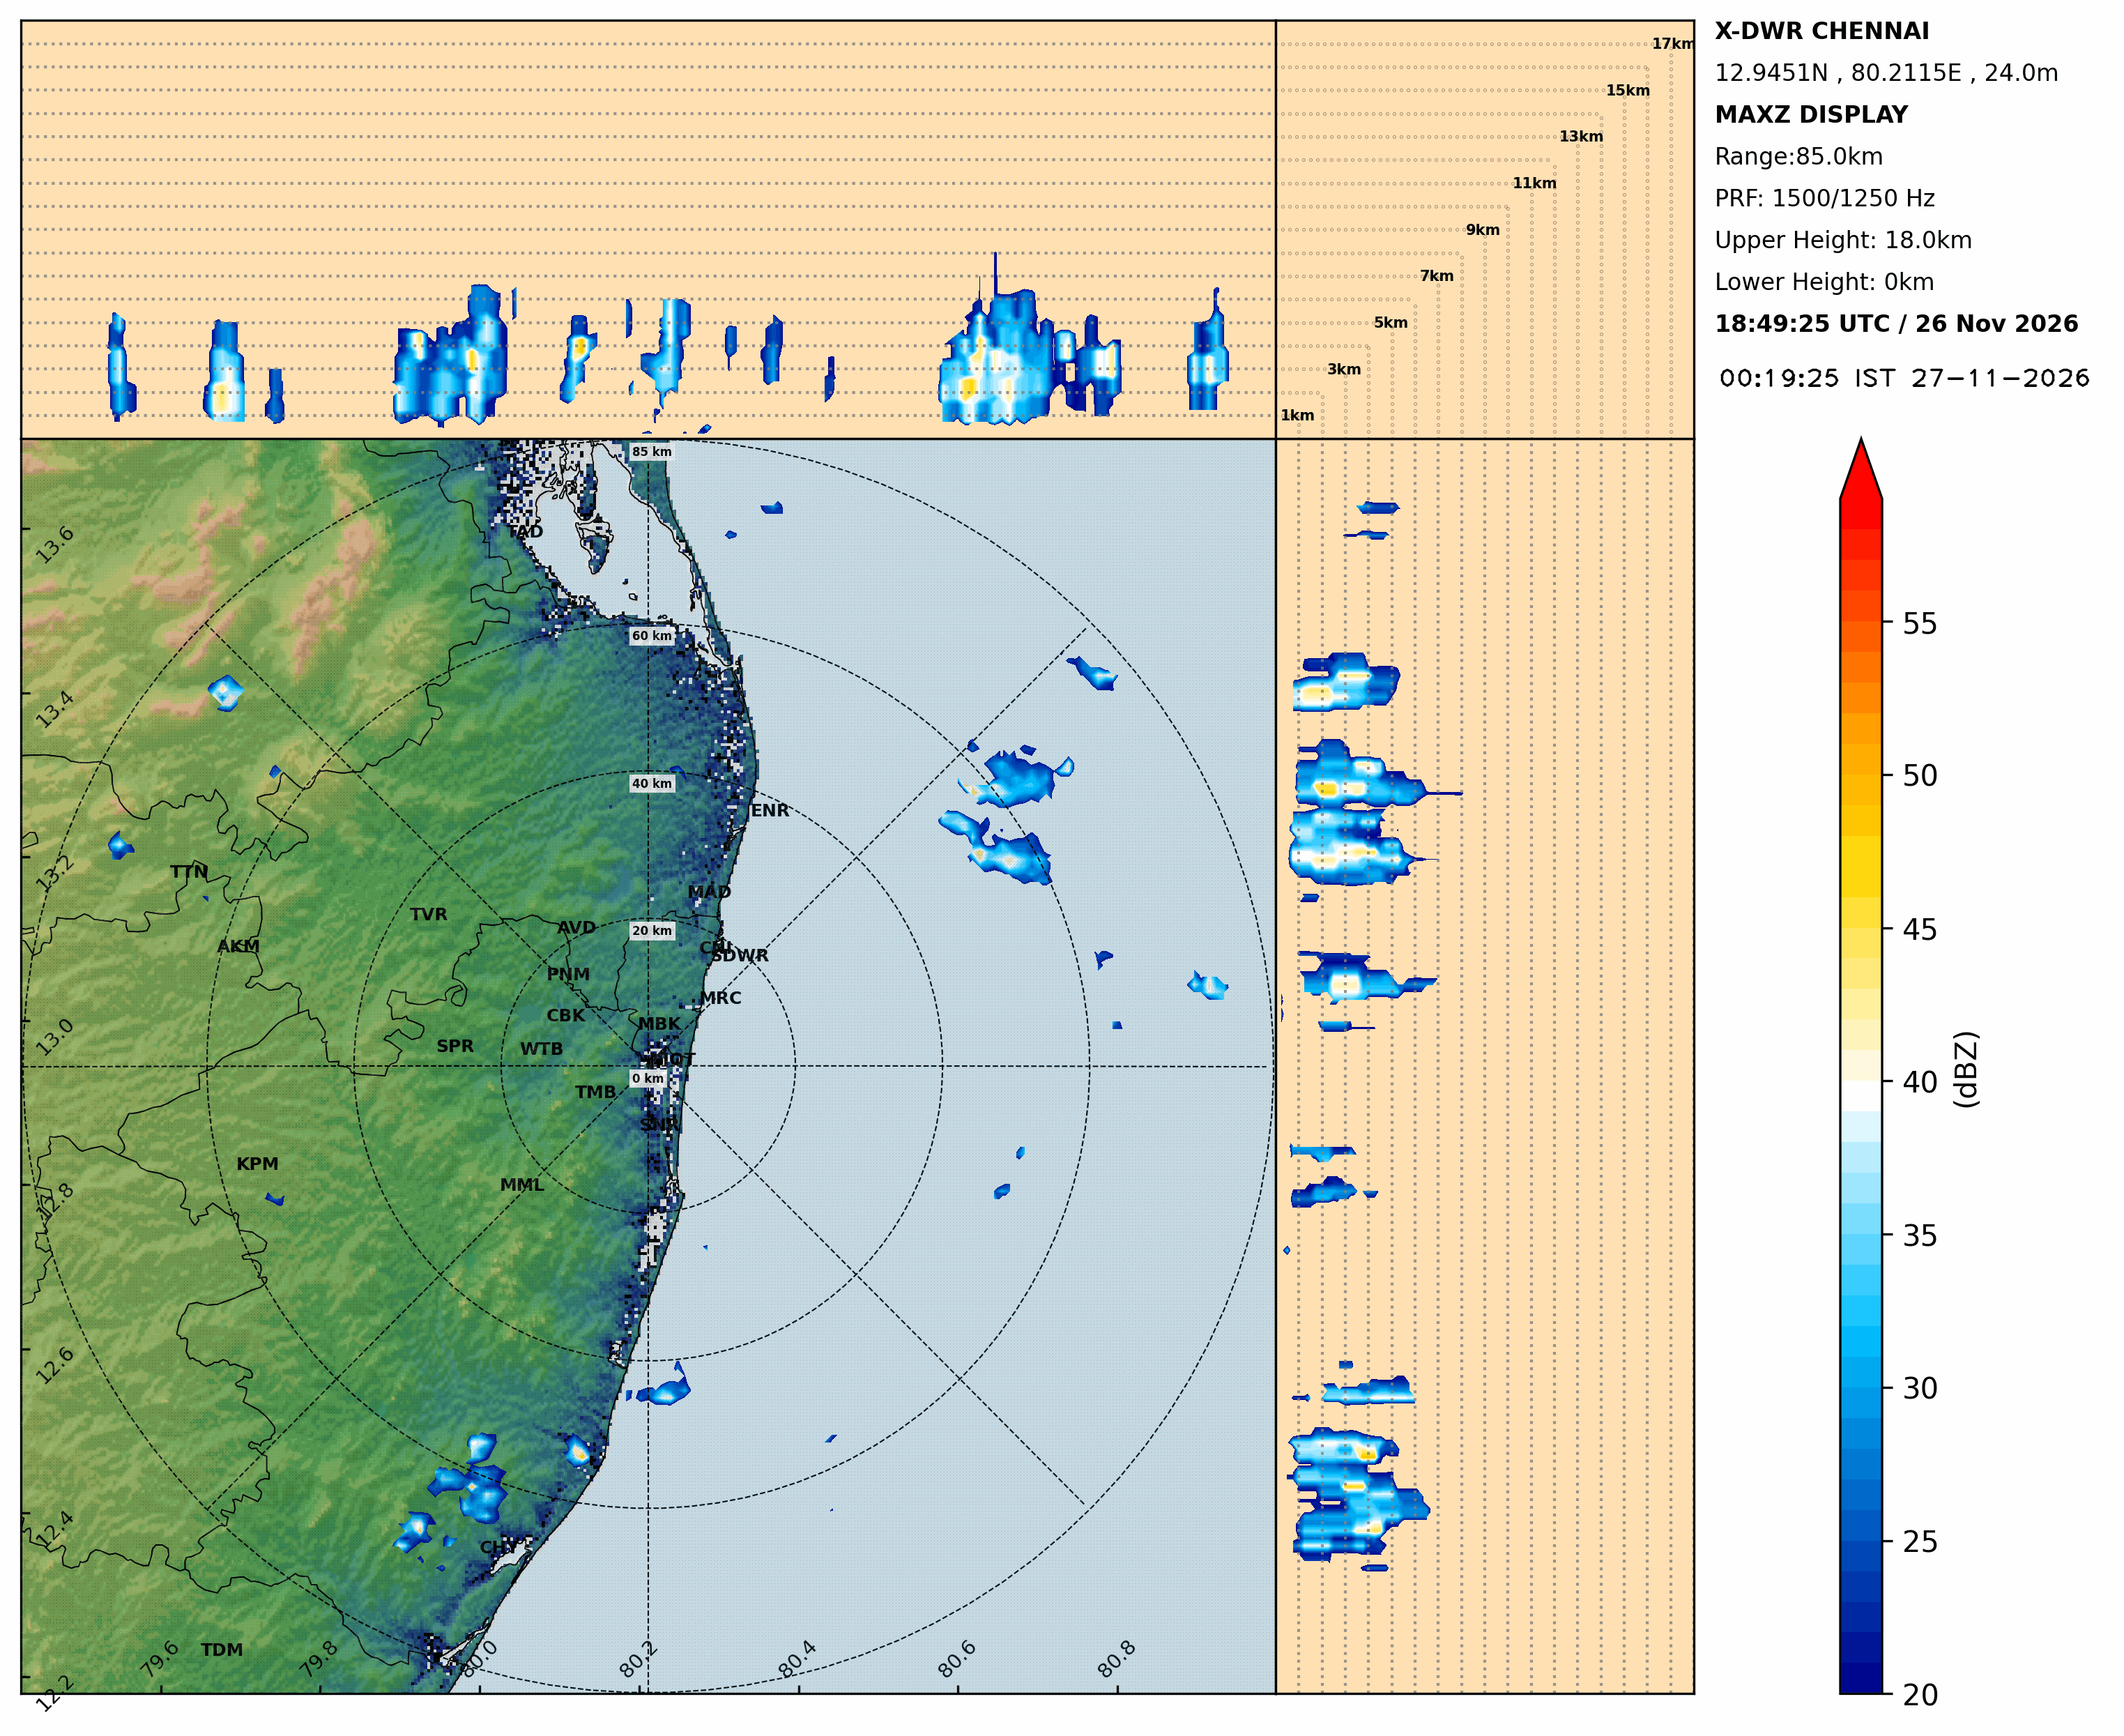 X-DWR CHENNAI
12.9451N , 80.2115E , 24.0m
MAXZ DISPLAY
Range:85.0km
PRF: 1500/1250 Hz
Upper Height: 18.0km
Lower Height: 0km
18:49:25 UTC / 26 Nov 2026
00:19:25 IST 27-11-2026
17km
15km
13km
11km
9km
7km
5km
3km
1km
85 km
60 km
40 km
20 km
0 km
TAD
ENR
TTN
MAD
TVR
AVD
AKM
SDWR
PNM
MRC
CBK
MBK
SPR
WTB
TMB
SNR
KPM
MML
CHY
TDM
13.6
13.4
13.2
13.0
12.8
12.6
12.4
12.2
79.6
79.8
80.0
80.2
80.4
80.6
80.8
55
50
45
40
35
30
25
20
(dBZ)